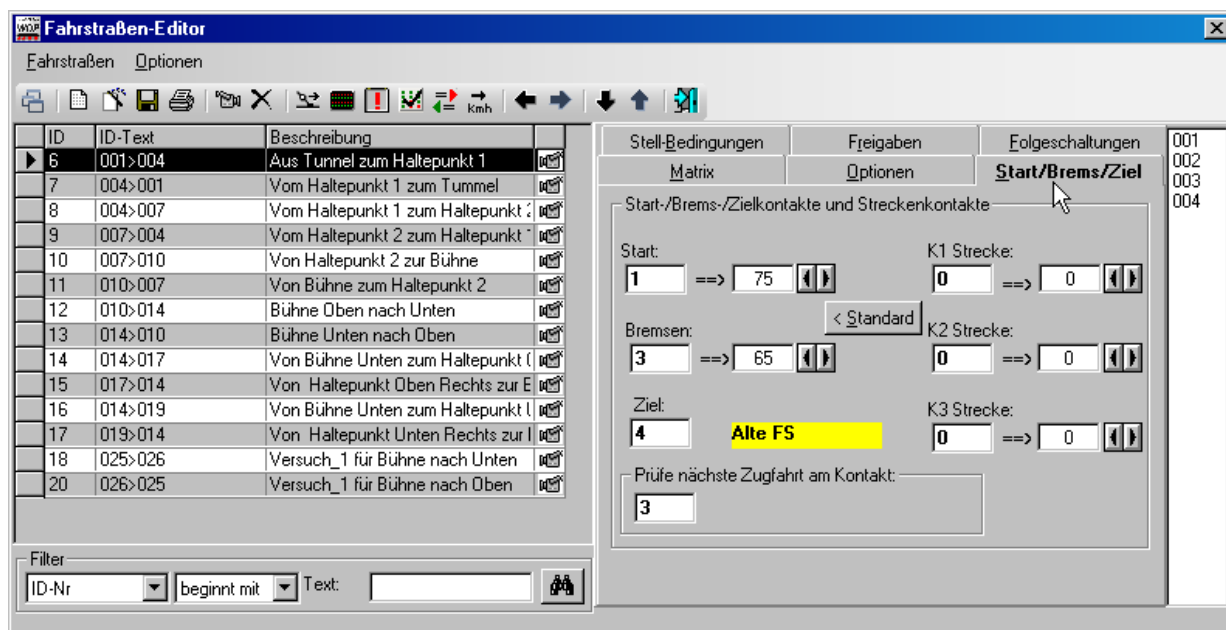 Fahrstraßen-Editor
Fahrstraßen Optionen
Kmh
ID ID-Text Beschreibung
6 001>004 Aus Tunnel zum Haltepunkt 1
7 004>001 Vom Haltepunkt 1 zum Tummel
8 004>007 Vom Haltepunkt 1 zum Haltepunkt
9 007>004 Vom Haltepunkt 2 zum Haltepunkt
10 007>010 Von Haltepunkt 2 zur Bühne
11 010>007 Von Bühne zum Haltepunkt 2
12 010>014 Bühne Oben nach Unten
13 014>010 Bühne Unten nach Oben
14 014>017 Von Bühne Unten zum Haltepunkt
15 017>014 Von Haltepunkt Oben Rechts zur
16 014>019 Von Bühne Unten zum Haltepunkt
17 019>014 Von Haltepunkt Unten Rechts zur
18 025>026 Versuch_1 für Bühne nach Unten
20 026>025 Versuch_1 für Bühne nach Oben
Filter
ID-Nr beginnt mit Text:
Stell-Bedingungen Freigaben Folgeschaltungen
Matrix Optionen Start/Brems/Ziel
Start-/Brems-/Zielkontakte und Streckenkontakte
Start: K1 Strecke:
1 ==> 75 0 ==> 0
< Standard
Bremsen: K2 Strecke:
3 ==> 65 0 ==> 0
Ziel: K3 Strecke:
4 Alte FS 0 ==> 0
Prüfe nächste Zugfahrt am Kontakt:
3
001
002
003
004